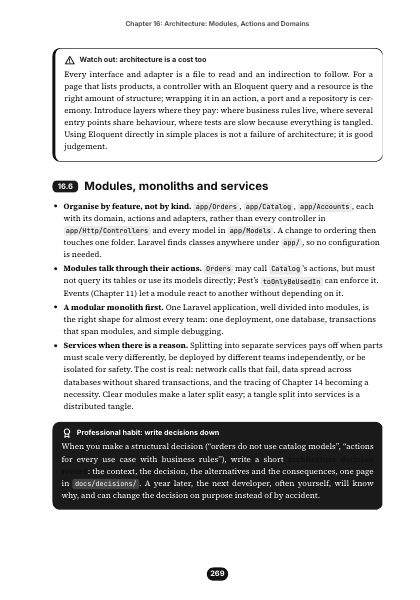 Chapter 16: Architecture: Modules, Actions and Domains
Watch out: architecture is a cost too
Every interface and adapter is a file to read and an indirection to follow. For a
page that lists products, a controller with an Eloquent query and a resource is the
right amount of structure; wrapping it in an action, a port and a repository is cer-
emony. Introduce layers where they pay: where business rules live, where several
entry points share behaviour, where tests are slow because everything is tangled.
Using Eloquent directly in simple places is not a failure of architecture; it is good
judgement.
16.6 Modules, monoliths and services
• Organise by feature, not by kind. app/Orders, app/Catalog, app/Accounts, each
with its domain, actions and adapters, rather than every controller in
app/Http/Controllers and every model in app/Models. A change to ordering then
touches one folder. Laravel finds classes anywhere under app/, so no configuration
is needed.
• Modules talk through their actions. Orders may call Catalog's actions, but must
not query its tables or use its models directly; Pest's toOnlyBeUsedIn can enforce it.
Events (Chapter 11) let a module react to another without depending on it.
• A modular monolith first. One Laravel application, well divided into modules, is
the right shape for almost every team: one deployment, one database, transactions
that span modules, and simple debugging.
• Services when there is a reason. Splitting into separate services pays off when parts
must scale very differently, be deployed by different teams independently, or be
isolated for safety. The cost is real: network calls that fail, data spread across
databases without shared transactions, and the tracing of Chapter 14 becoming a
necessity. Clear modules make a later split easy; a tangle split into services is a
distributed tangle.
Professional habit: write decisions down
When you make a structural decision (“orders do not use catalog models”, “actions
for every use case with business rules”), write a short
: the context, the decision, the alternatives and the consequences, one page
in docs/decisions/. A year later, the next developer, often yourself, will know
why, and can change the decision on purpose instead of by accident.
269